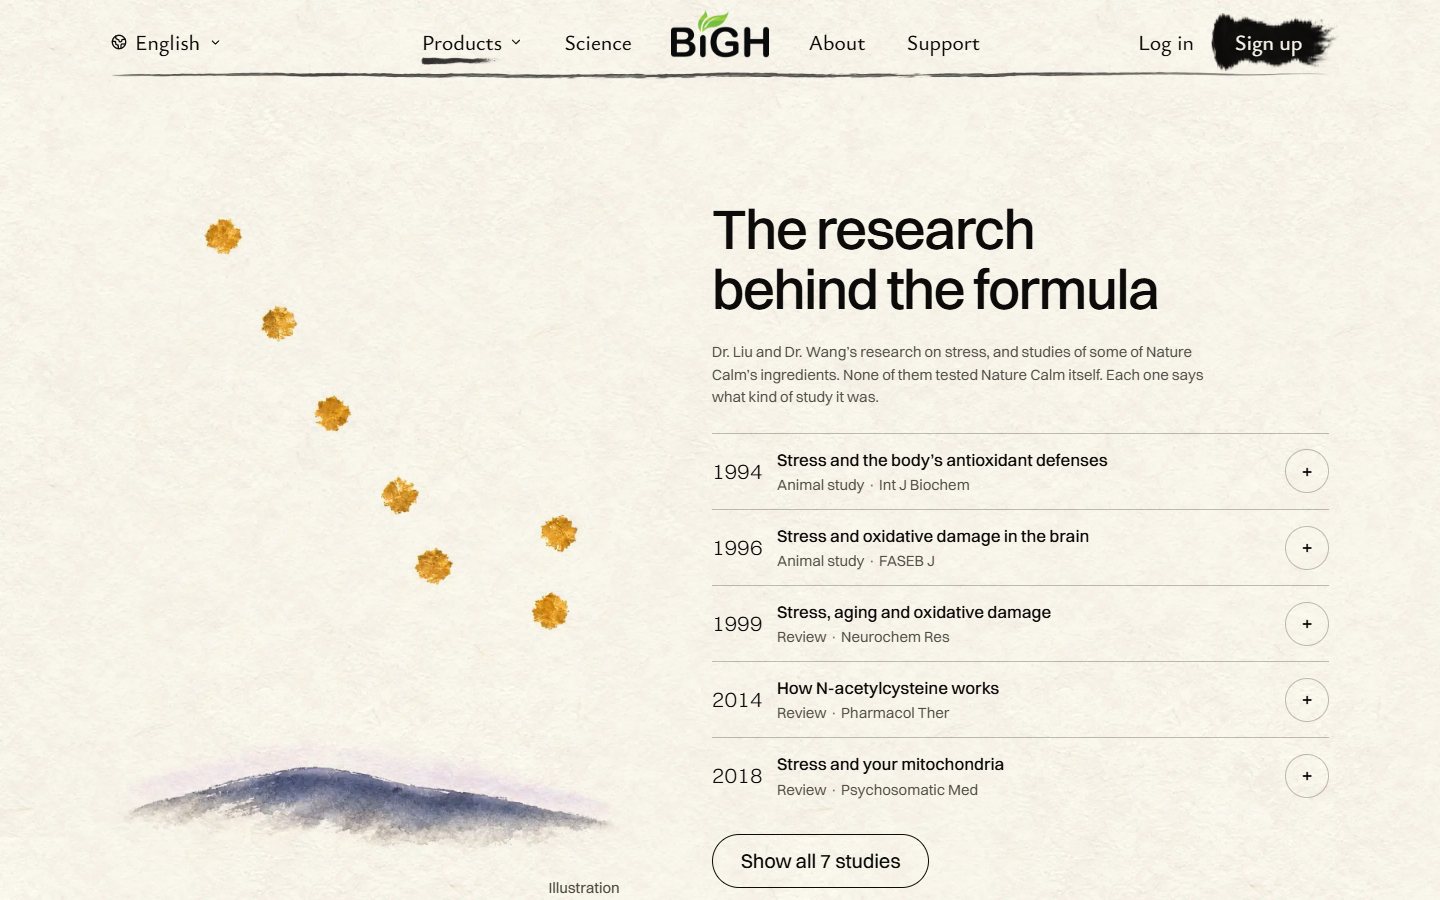 English
Products
Science
BiGH
About
Support
Log in
Sign up
The research
behind the formula
Dr. Liu and Dr. Wang’s research on stress, and studies of some of Nature
Calm’s ingredients. None of them tested Nature Calm itself. Each one says
what kind of study it was.
1994
Stress and the body’s antioxidant defenses
Animal study · Int J Biochem
+
1996
Stress and oxidative damage in the brain
Animal study · FASEB J
+
1999
Stress, aging and oxidative damage
Review · Neurochem Res
+
2014
How N-acetylcysteine works
Review · Pharmacol Ther
+
2018
Stress and your mitochondria
Review · Psychosomatic Med
+
Show all 7 studies
Illustration